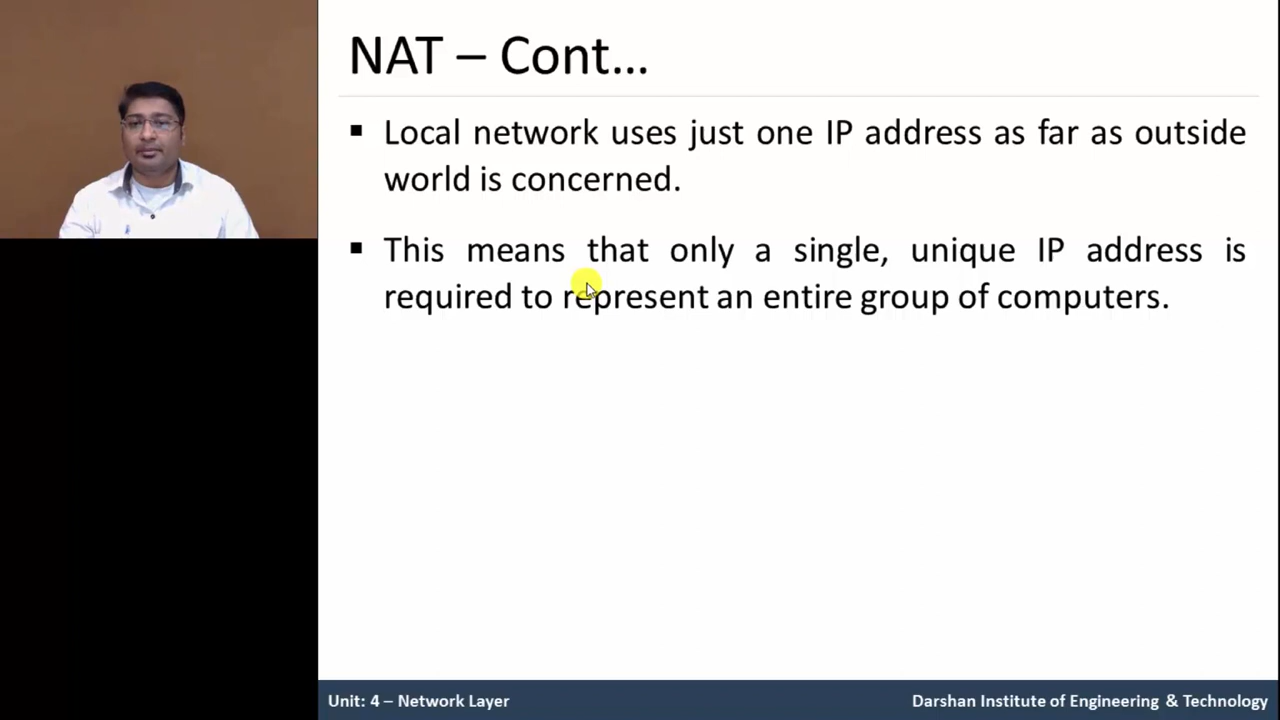 NAT – Cont…
▪ Local network uses just one IP address as far as outside
world is concerned.
▪ This means that only a single, unique IP address is
required to represent an entire group of computers.
Unit: 4 – Network Layer
Darshan Institute of Engineering & Technology